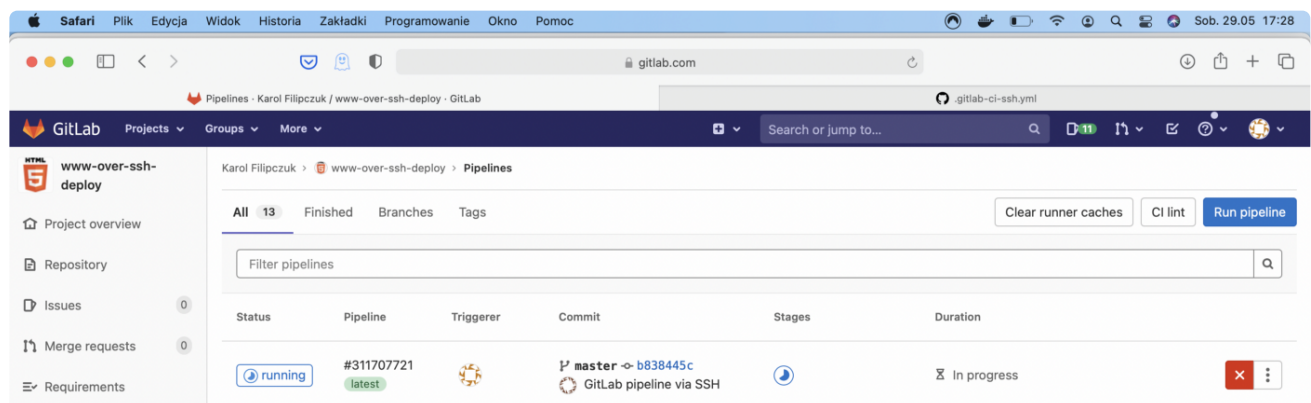 Safari Plik Edycja Widok Historia Zakładki Programowanie Okno Pomoc Sob. 29.05 17:28
gitlab.com
Pipelines · Karol Filipczuk / www-over-ssh-deploy · GitLab .gitlab-ci-ssh.yml
GitLab Projects Groups More Search or jump to... 11
HTML
5
www-over-ssh-
deploy
Karol Filipczuk > www-over-ssh-deploy > Pipelines
All 13 Finished Branches Tags Clear runner caches CI lint Run pipeline
Project overview
Filter pipelines
Repository
Issues 0
Status Pipeline Triggerer Commit Stages Duration
Merge requests 0
Requirements
running #311707721 master b838445c In progress
latest GitLab pipeline via SSH